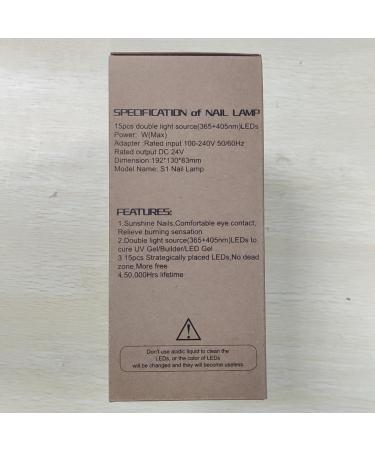 SPECIFICATION of NAIL LAMP
15pcs double light source(365+405nm)LEDs
Power: W(Max)
Adapter:Rated input 100-240V 50/60Hz
Rated output DC 24V
Dimension:192*130*83mm
Model Name: S1 Nail Lamp
FEATURES:
1.Sunshine Nails,Comfortable eye contact,
Relieve burning sensation
2.Double light source(365+405nm)LEDs to
cure UV Gel/Builder/LED Gel
3.15pcs Strategically placed LEDs,No dead
zone,More free
4.50,000Hrs lifetime
Don't use acidic liquid to clean the
LEDs, or the color of LEDs
will be changed and they will become useless